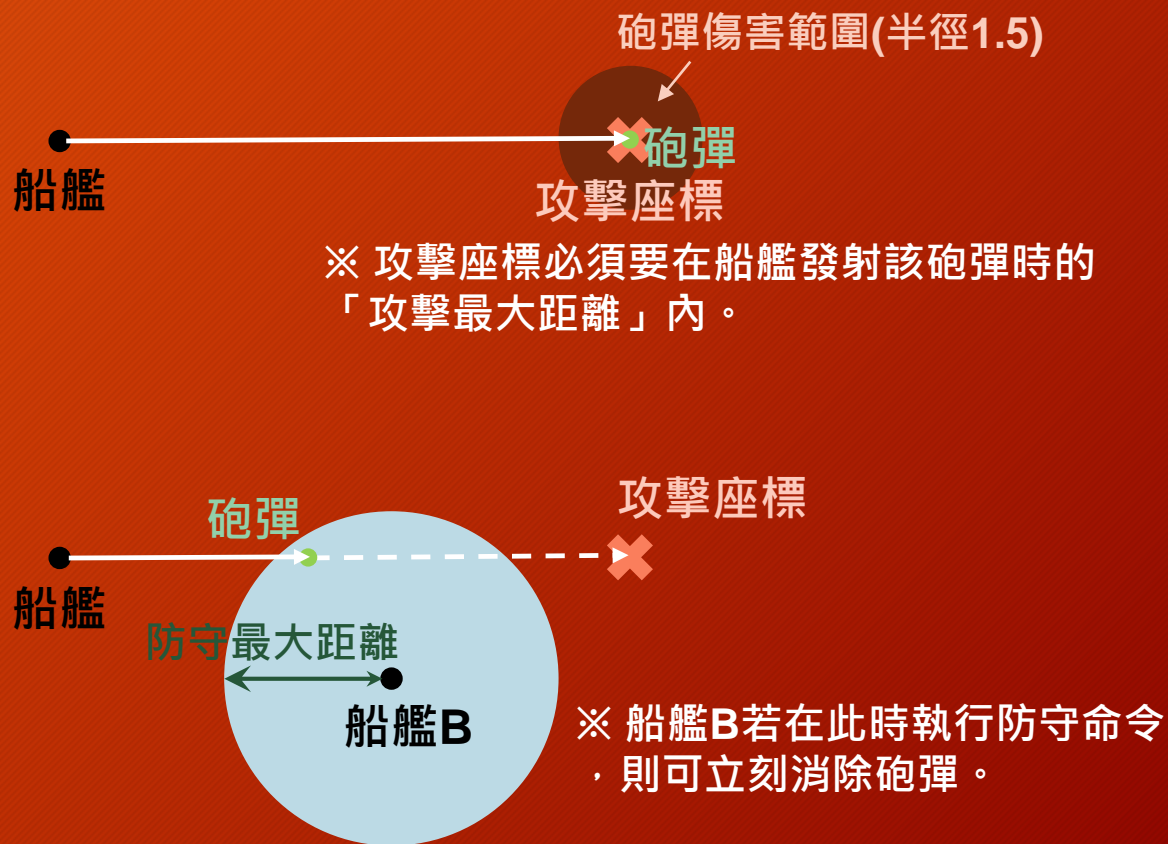 砲彈傷害範圍(半徑1.5)
砲彈
船艦
攻擊座標
※ 攻擊座標必須要在船艦發射該砲彈時的
「攻擊最大距離」內。
攻擊座標
砲彈
船艦
防守最大距離
船艦B
※ 船艦B若在此時執行防守命令
，則可立刻消除砲彈。